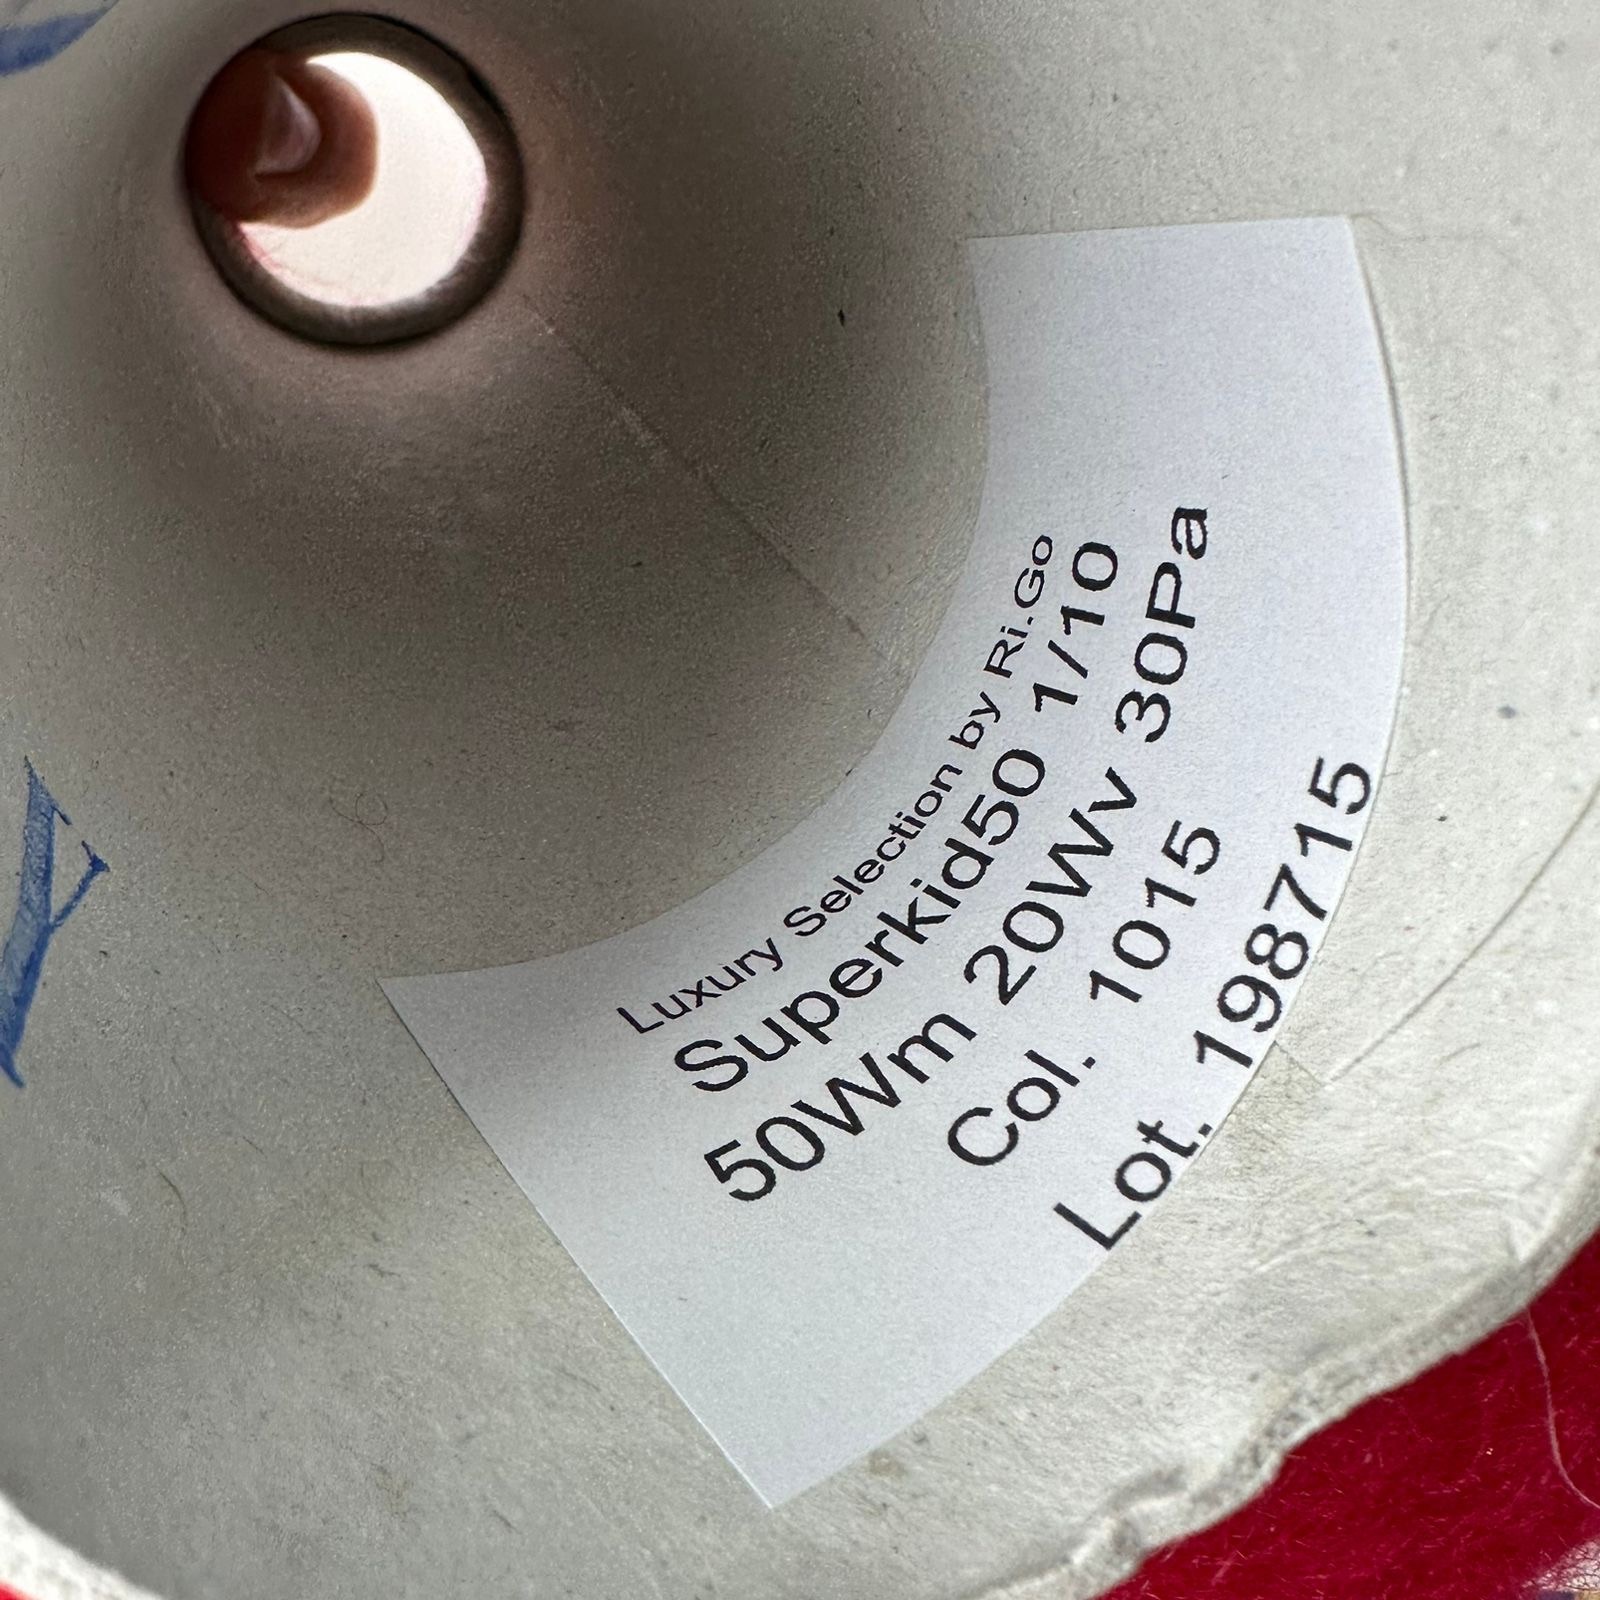 Luxury Selection by Ri.Go
Superkid50 1/10
50Wm 20Wv 30Pa
Col. 1015
Lot. 198715